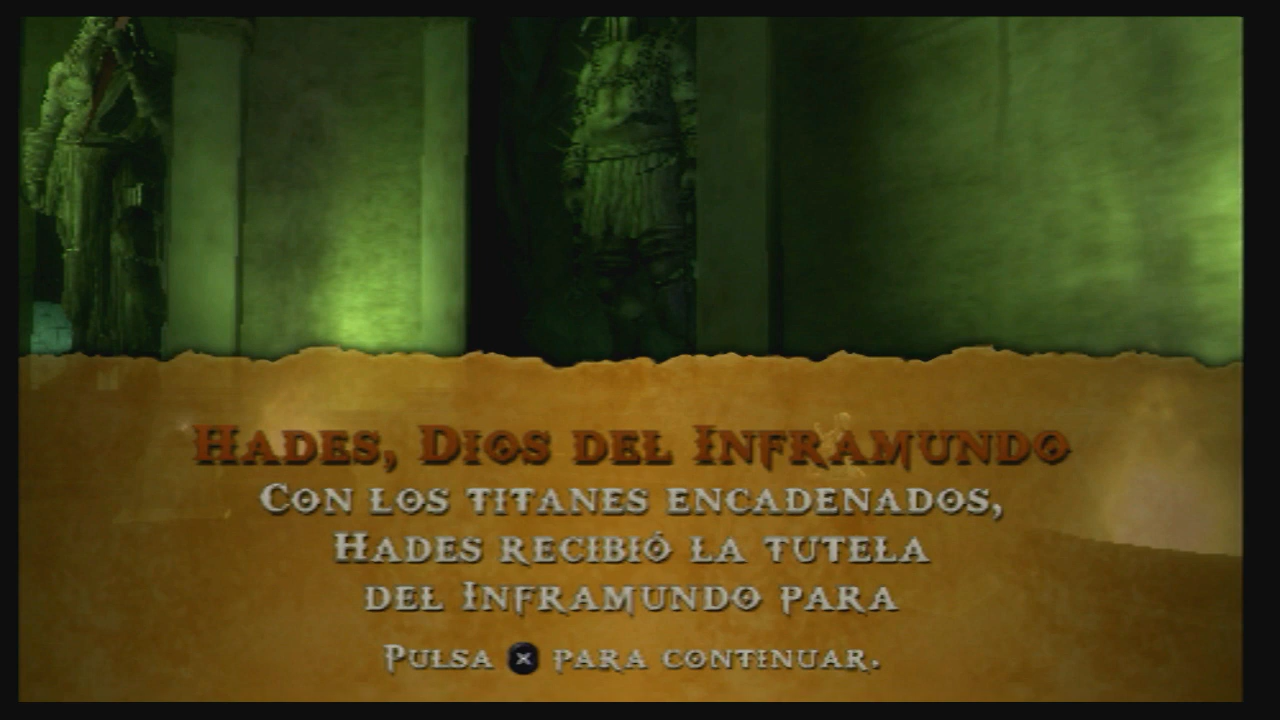 Hades, Dios del Inframundo
Con los titanes encadenados,
Hades recibió la tutela
del Inframundo para
Pulsa ✕ para continuar.